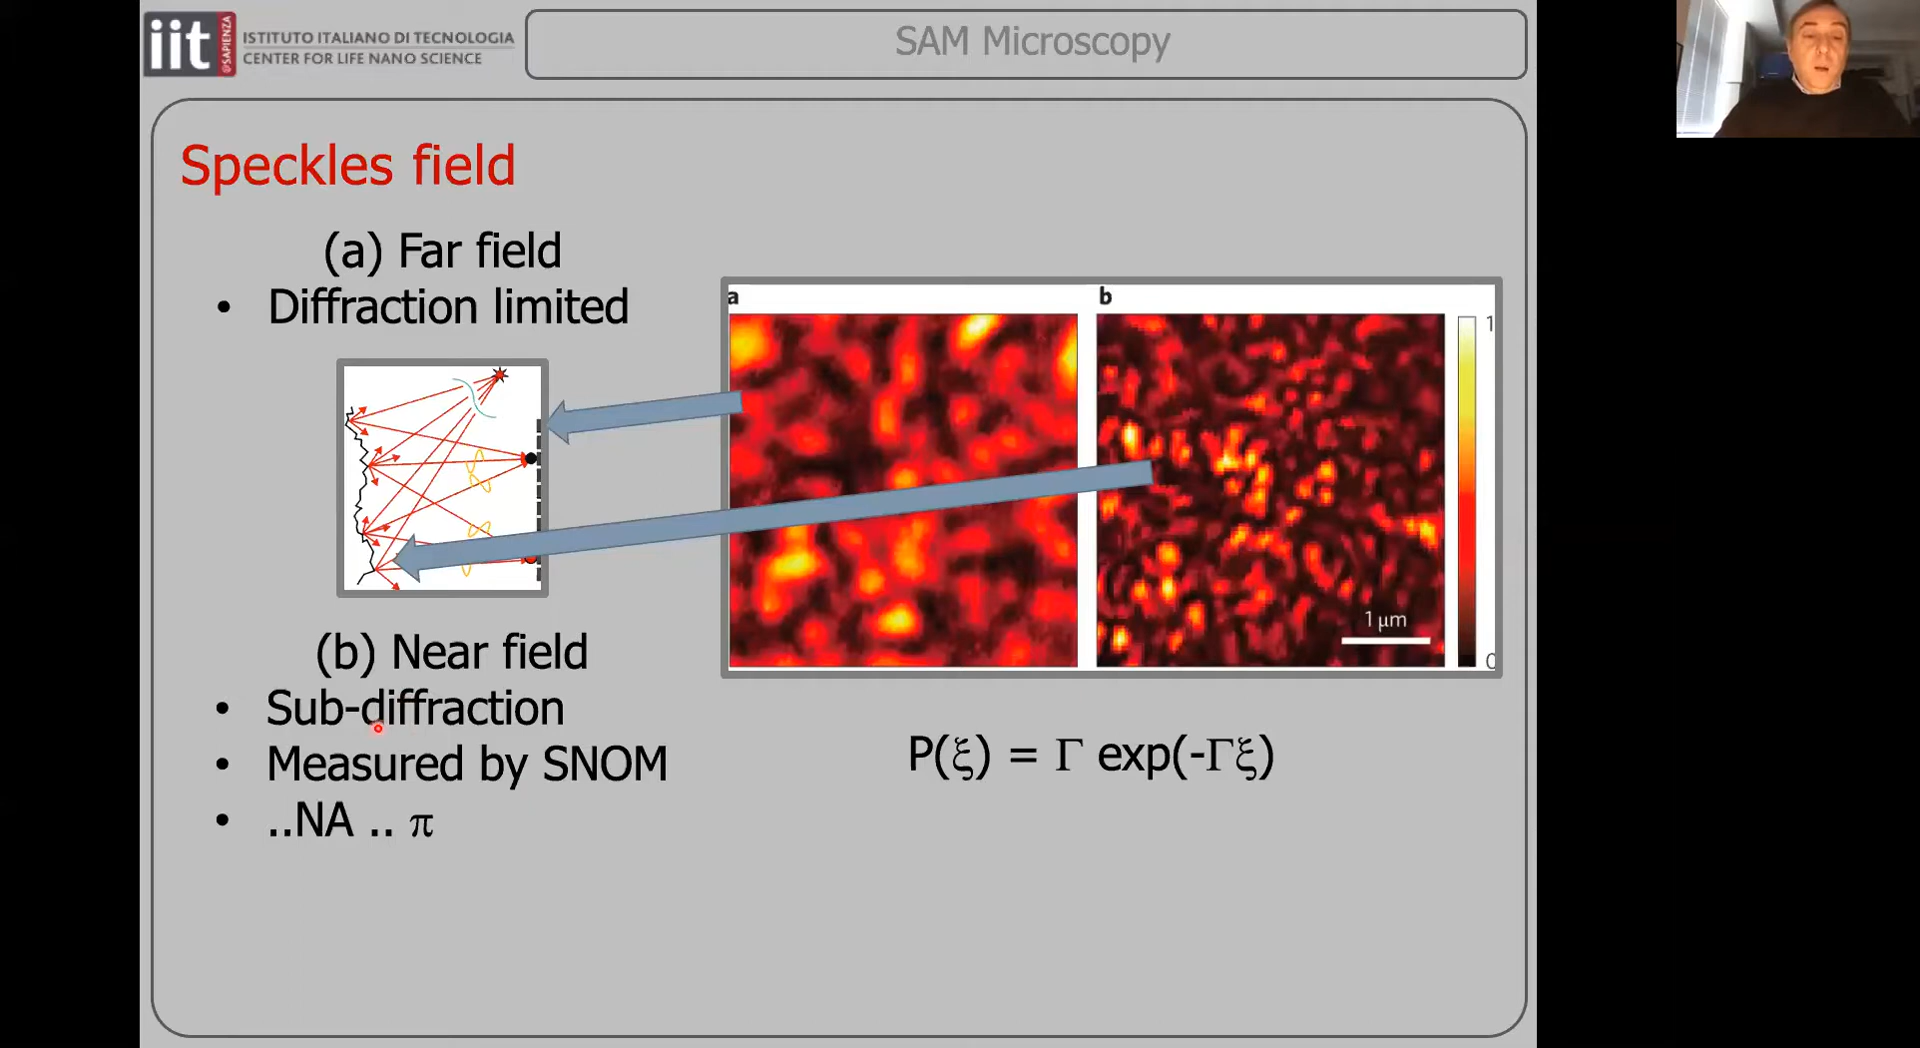 iit
@SAPIENZA
ISTITUTO ITALIANO DI TECNOLOGIA
CENTER FOR LIFE NANO SCIENCE
SAM Microscopy
Speckles field
(a) Far field
• Diffraction limited
a
b
1
1 μm
0
(b) Near field
• Sub-diffraction
• Measured by SNOM
• ..NA .. π
P(ξ) = Γ exp(-Γξ)